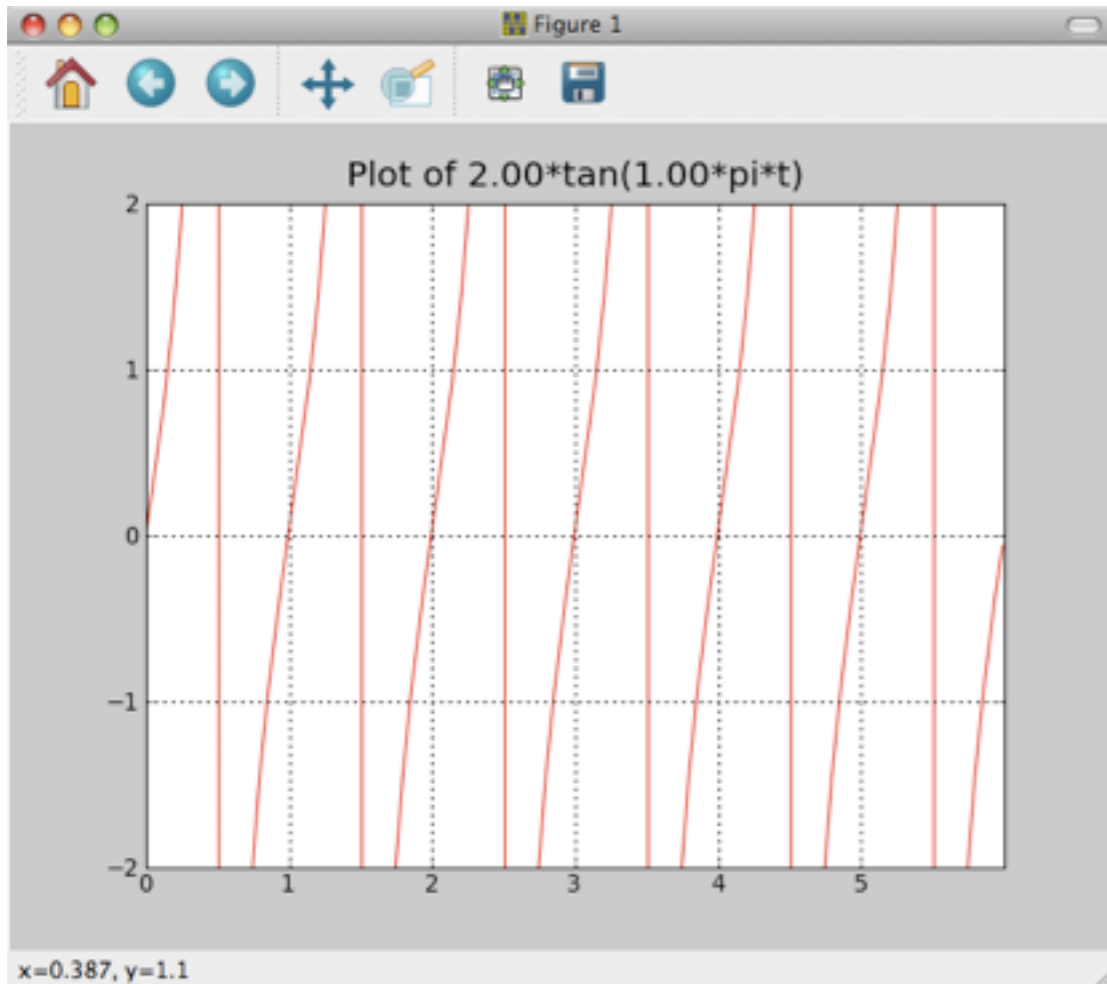 Figure 1
Plot of 2.00*tan(1.00*pi*t)
2
1
0
−1
−2
0 1 2 3 4 5
x=0.387, y=1.1